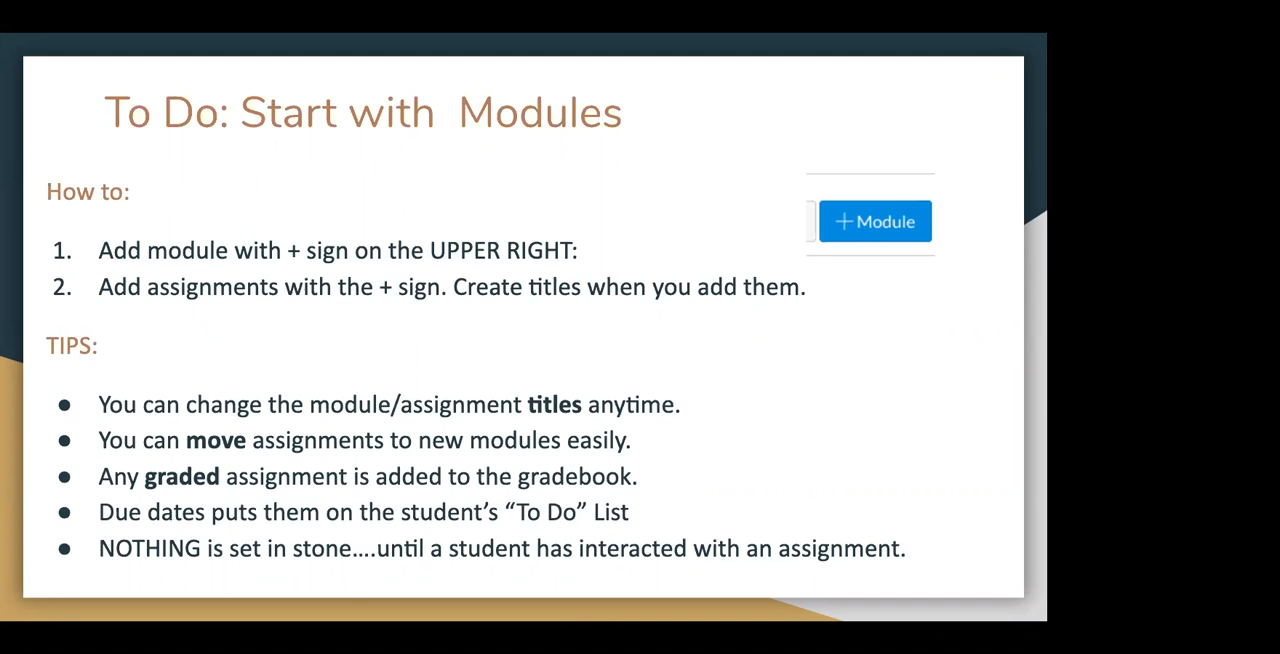 To Do: Start with Modules
How to:
+ Module
1. Add module with + sign on the UPPER RIGHT:
2. Add assignments with the + sign. Create titles when you add them.
TIPS:
● You can change the module/assignment titles anytime.
● You can move assignments to new modules easily.
● Any graded assignment is added to the gradebook.
● Due dates puts them on the student’s “To Do” List
● NOTHING is set in stone….until a student has interacted with an assignment.